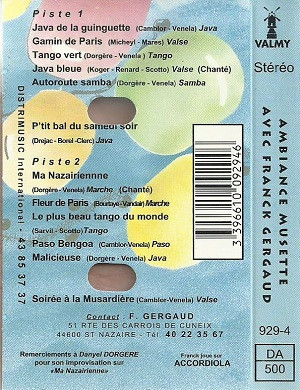 Piste 1
Java de la guinguette (Camblor - Venela) Java
Gamin de Paris (Micheyl - Mares) Valse
Tango vert (Dorgère - Venela) Tango
Java bleue (Koger - Renard - Scotto) Valse (Chanté)
Autoroute samba (Dorgère - Venela) Samba
P'tit bal du samedi soir
(Drejac - Borel-Clerc) Java
Piste 2
Ma Nazairienne
(Dorgère - Venela) Marche (Chanté)
Fleur de Paris (Bourtaye-Vandair) Marche
Le plus beau tango du monde
(Sarvil - Scotto) Tango
Paso Bengoa (Camblor-Venela) Paso
Malicieuse (Dorgère - Venela) Java
Soirée à la Musardière (Camblor-Venela) Valse
Contact : F. GERGAUD
51 RTE DES CARROIS DE CUNEIX
44600 ST NAZAIRE - Tél. 40 22 35 67
Remerciements à Danyel DORGERE
pour son improvisation sur
«Ma Nazairienne»
Franck joue sur
ACCORDIOLA
DISTRIMUSIC International - 43 85 37 37
3 396610 092946
VALMY
Stéréo
AMBIANCE MUSETTE
AVEC FRANCK GERGAUD
929-4
DA
500